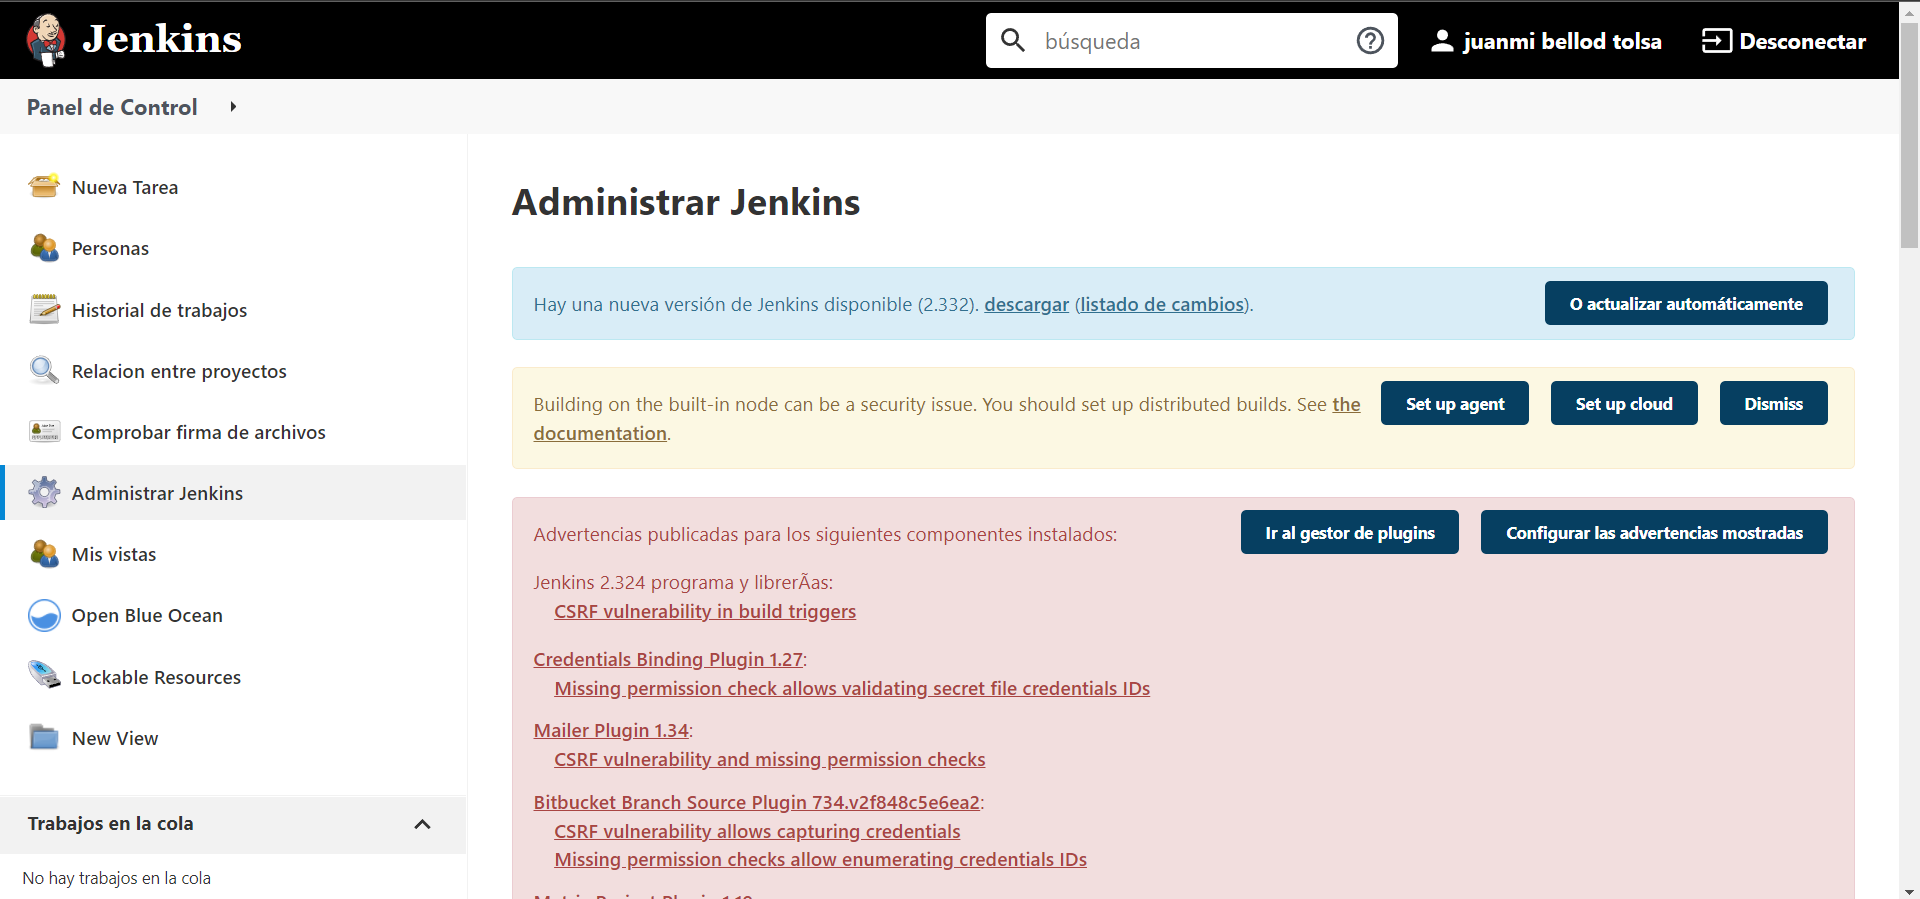 Jenkins
búsqueda
juanmi bellod tolsa
Desconectar
Panel de Control
Nueva Tarea
Personas
Historial de trabajos
Relacion entre proyectos
Comprobar firma de archivos
Administrar Jenkins
Mis vistas
Open Blue Ocean
Lockable Resources
New View
Trabajos en la cola
No hay trabajos en la cola
Administrar Jenkins
Hay una nueva versión de Jenkins disponible (2.332). descargar (listado de cambios).
O actualizar automáticamente
Building on the built-in node can be a security issue. You should set up distributed builds. See the
documentation.
Set up agent
Set up cloud
Dismiss
Advertencias publicadas para los siguientes componentes instalados:
Ir al gestor de plugins
Configurar las advertencias mostradas
Jenkins 2.324 programa y librerÃas:
CSRF vulnerability in build triggers
Credentials Binding Plugin 1.27:
Missing permission check allows validating secret file credentials IDs
Mailer Plugin 1.34:
CSRF vulnerability and missing permission checks
Bitbucket Branch Source Plugin 734.v2f848c5e6ea2:
CSRF vulnerability allows capturing credentials
Missing permission checks allow enumerating credentials IDs